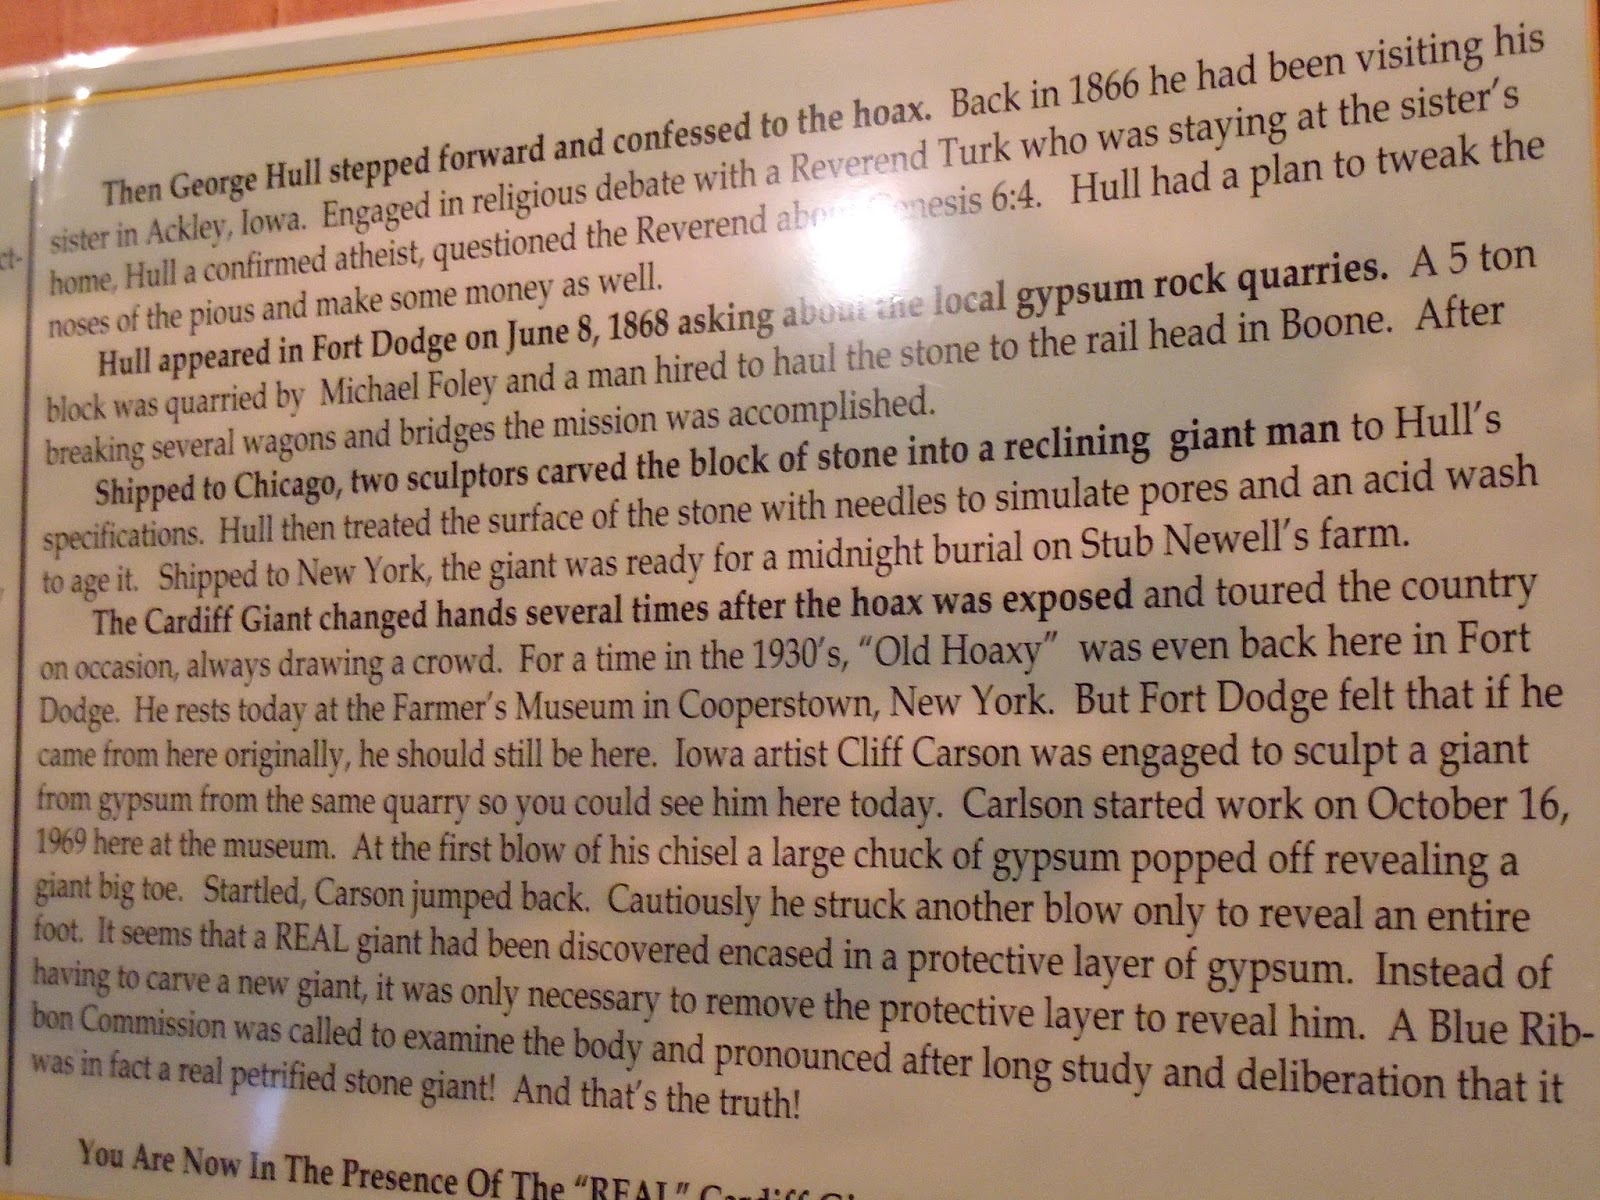 Then George Hull stepped forward and confessed to the hoax. Back in 1866 he had been visiting his
sister in Ackley, Iowa. Engaged in religious debate with a Reverend Turk who was staying at the sister's
home, Hull a confirmed atheist, questioned the Reverend about Genesis 6:4. Hull had a plan to tweak the
noses of the pious and make some money as well.
Hull appeared in Fort Dodge on June 8, 1868 asking about the local gypsum rock quarries. A 5 ton
block was quarried by Michael Foley and a man hired to haul the stone to the rail head in Boone. After
breaking several wagons and bridges the mission was accomplished.
Shipped to Chicago, two sculptors carved the block of stone into a reclining giant man to Hull's
specifications. Hull then treated the surface of the stone with needles to simulate pores and an acid wash
to age it. Shipped to New York, the giant was ready for a midnight burial on Stub Newell's farm.
The Cardiff Giant changed hands several times after the hoax was exposed and toured the country
on occasion, always drawing a crowd. For a time in the 1930's, "Old Hoaxy" was even back here in Fort
Dodge. He rests today at the Farmer's Museum in Cooperstown, New York. But Fort Dodge felt that if he
came from here originally, he should still be here. Iowa artist Cliff Carson was engaged to sculpt a giant
from gypsum from the same quarry so you could see him here today. Carlson started work on October 16,
1969 here at the museum. At the first blow of his chisel a large chuck of gypsum popped off revealing a
giant big toe. Startled, Carson jumped back. Cautiously he struck another blow only to reveal an entire
foot. It seems that a REAL giant had been discovered encased in a protective layer of gypsum. Instead of
having to carve a new giant, it was only necessary to remove the protective layer to reveal him. A Blue Rib-
bon Commission was called to examine the body and pronounced after long study and deliberation that it
was in fact a real petrified stone giant! And that's the truth!
You Are Now In The Presence Of The "REAL" Cardiff